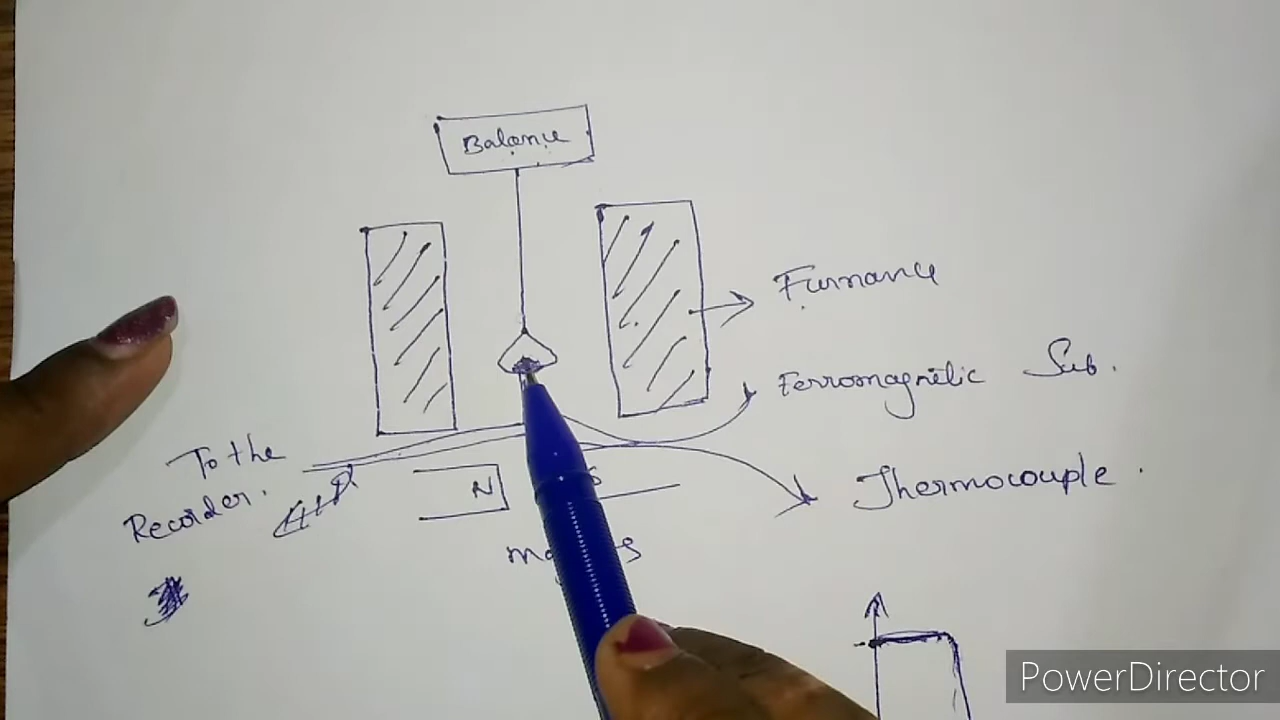 Balance
Furnance
Ferromagnetic Sub.
To the
Recorder.
Thermocouple.
N
S
PowerDirector